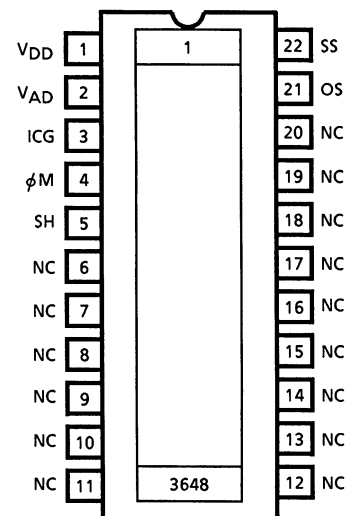 VDD 1 1 22 SS
VAD 2 21 OS
ICG 3 20 NC
φM 4 19 NC
SH 5 18 NC
NC 6 17 NC
NC 7 16 NC
NC 8 15 NC
NC 9 14 NC
NC 10 13 NC
NC 11 3648 12 NC